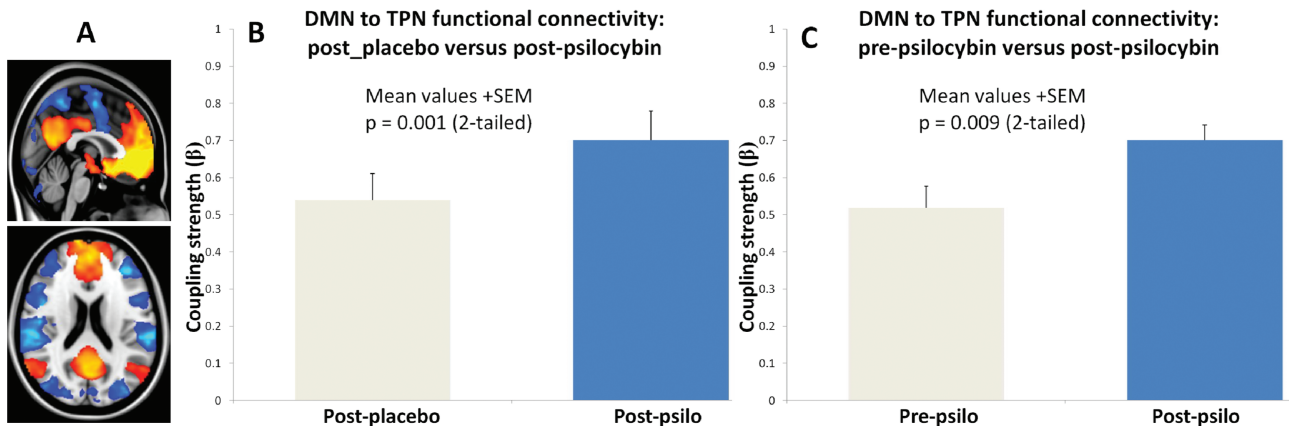 A
B
DMN to TPN functional connectivity:
post_placebo versus post-psilocybin
Coupling strength (β)
1
0.9
0.8
0.7
0.6
0.5
0.4
0.3
0.2
0.1
0
Mean values +SEM
p = 0.001 (2-tailed)
Post-placebo
Post-psilo
C
DMN to TPN functional connectivity:
pre-psilocybin versus post-psilocybin
Coupling strength (β)
1
0.9
0.8
0.7
0.6
0.5
0.4
0.3
0.2
0.1
0
Mean values +SEM
p = 0.009 (2-tailed)
Pre-psilo
Post-psilo